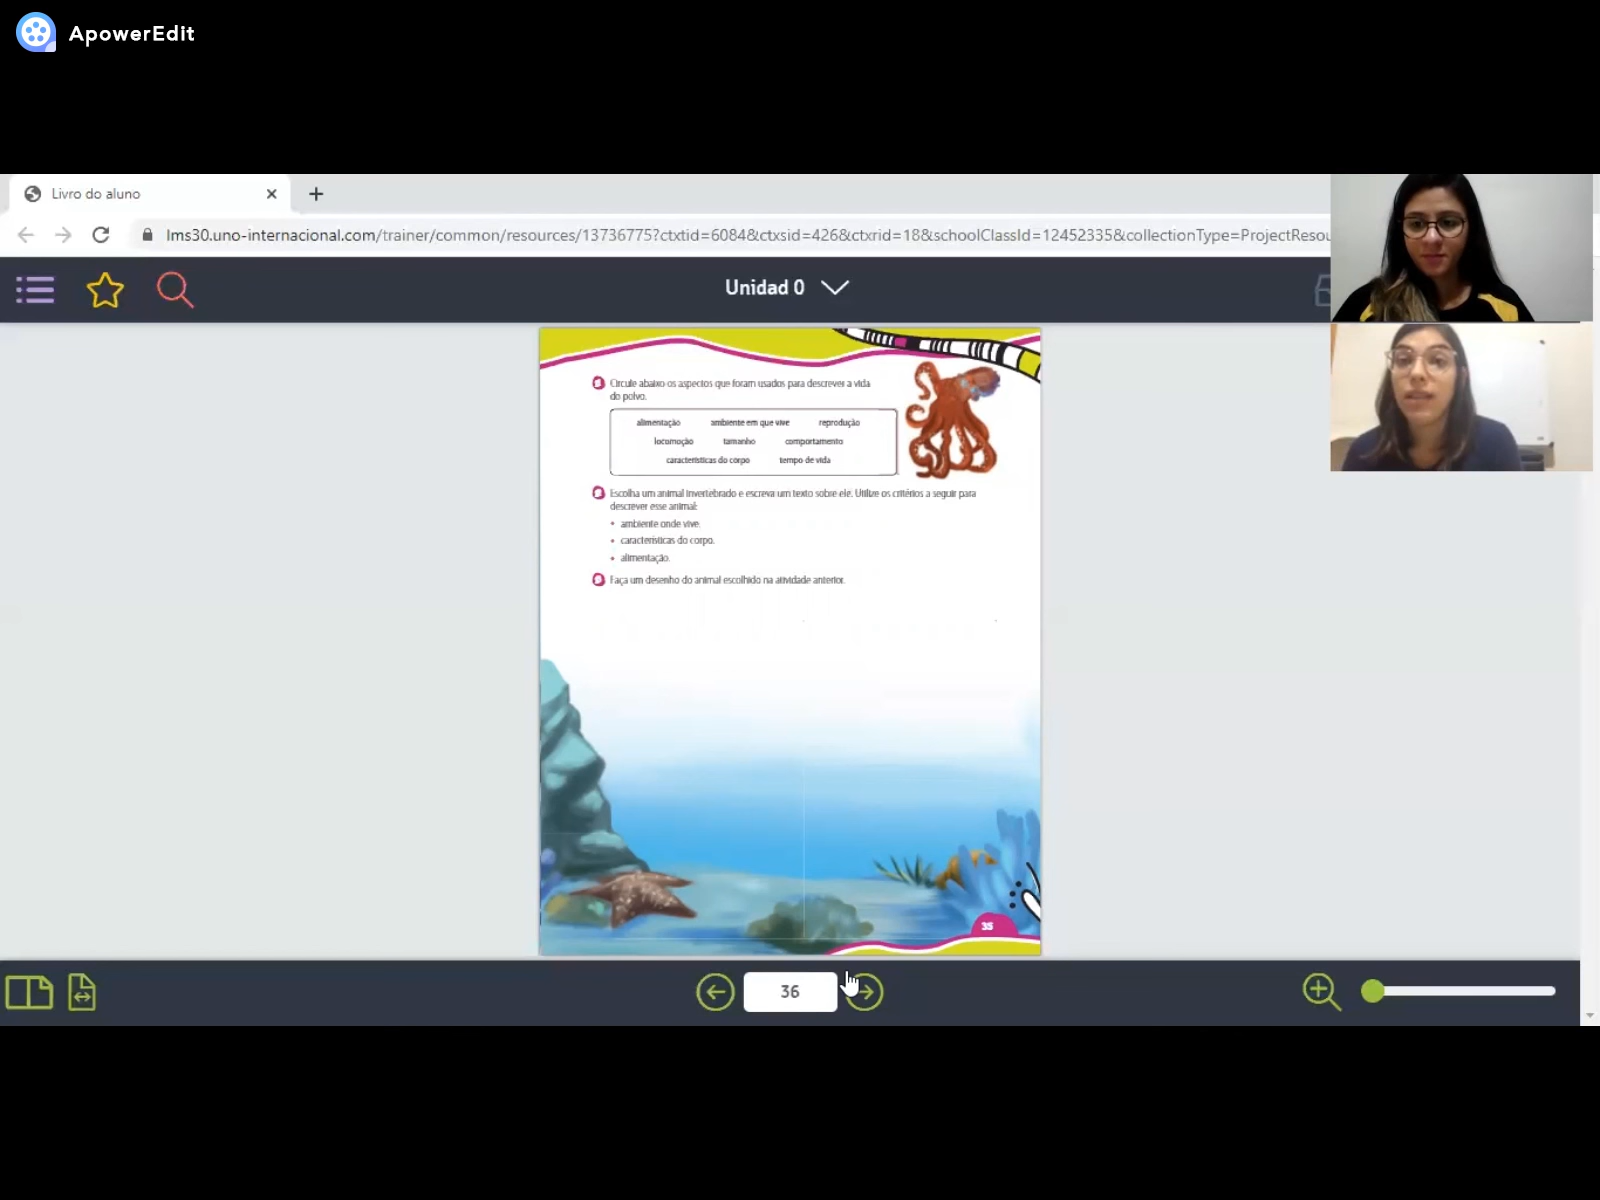 ApowerEdit
Livro do aluno
lms30.uno-internacional.com/trainer/common/resources/13736775?ctxtid=6084&ctxsid=426&ctxrid=18&schoolClassId=12452335&collectionType=ProjectResou
Unidad 0
Circule abaixo os aspectos que foram usados para descrever a vida
do polvo.
alimentação ambiente em que vive reprodução
locomoção tamanho comportamento
características do corpo tempo de vida
Escolha um animal invertebrado e escreva um texto sobre ele. Utilize os critérios a seguir para
descrever esse animal:
• ambiente onde vive.
• características do corpo.
• alimentação.
Faça um desenho do animal escolhido na atividade anterior.
35
36